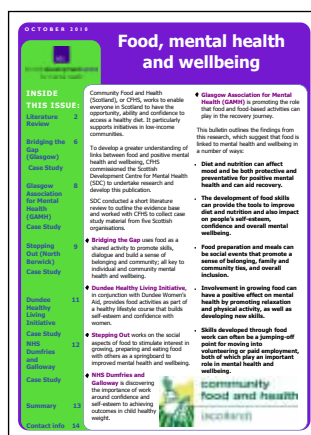 OCTOBER 2010
Food, mental health
and wellbeing
INSIDE
THIS ISSUE:
Literature 2
Review
Bridging the 6
Gap
(Glasgow)
Case Study
Glasgow 8
Association
for Mental
Health
(GAMH)
Case Study
Stepping 9
Out (North
Berwick)
Case Study
Dundee 11
Healthy
Living
Initiative
Case Study
NHS 12
Dumfries
and
Galloway
Case Study
Summary 13
Contact info 14
Community Food and Health
(Scotland), or CFHS, works to enable
everyone in Scotland to have the
opportunity, ability and confidence to
access a healthy diet. It particularly
supports initiatives in low-income
communities.
To develop a greater understanding of
links between food and positive mental
health and wellbeing, CFHS
commissioned the Scottish
Development Centre for Mental Health
(SDC) to undertake research and
develop this publication.
SDC conducted a short literature
review to outline the evidence base
and worked with CFHS to collect case
study material from five Scottish
organisations.
♦ Bridging the Gap uses food as a
shared activity to promote skills,
dialogue and build a sense of
belonging and community; all key to
individual and community mental
health and wellbeing.
♦ Dundee Healthy Living Initiative,
in conjunction with Dundee Women's
Aid, provides food activities as part of
a healthy lifestyle course that builds
self-esteem and confidence with
women.
♦ Stepping Out works on the social
aspects of food to stimulate interest in
growing, preparing and eating food
with others as a springboard to
improved mental health and wellbeing.
♦ NHS Dumfries and
Galloway is discovering
the importance of work
around confidence and
self-esteem to achieving
outcomes in child healthy
weight.
♦ Glasgow Association for Mental
Health (GAMH) is promoting the role
that food and food-based activities can
play in the recovery journey.
This bulletin outlines the findings from
this research, which suggest that food is
linked to mental health and wellbeing in
a number of ways:
• Diet and nutrition can affect
mood and be both protective and
preventative for positive mental
health and can aid recovery.
• The development of food skills
can provide the tools to improve
diet and nutrition and also impact
on people's self-esteem,
confidence and overall mental
wellbeing.
• Food preparation and meals can
be social events that promote a
sense of belonging, family and
community ties, and overall
inclusion.
• Involvement in growing food can
have a positive effect on mental
health by promoting relaxation
and physical activity, as well as
developing new skills.
• Skills developed through food
work can often be a jumping-off
point for moving into
volunteering or paid employment,
both of which play an important
role in mental health and
wellbeing.
community
food and health
(scotland)